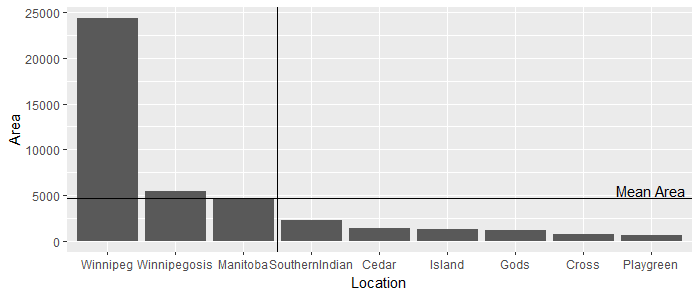 25000
20000
15000
10000
5000
0
Area
Mean Area
Winnipeg Winnipegosis Manitoba SouthernIndian Cedar Island Gods Cross Playgreen
Location